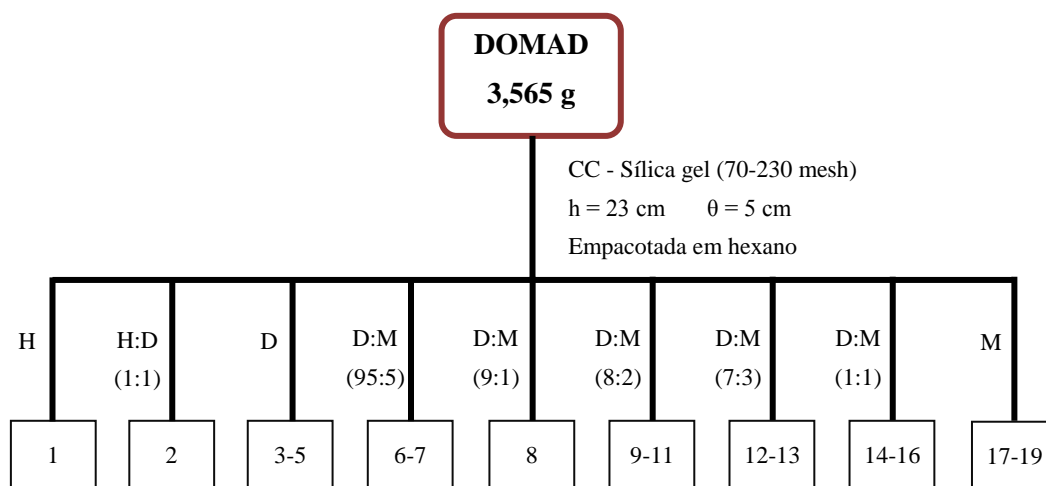 DOMAD
3,565 g
CC - Sílica gel (70-230 mesh)
h = 23 cm θ = 5 cm
Empacotada em hexano
H
H:D
(1:1)
D
D:M
(95:5)
D:M
(9:1)
D:M
(8:2)
D:M
(7:3)
D:M
(1:1)
M
1
2
3-5
6-7
8
9-11
12-13
14-16
17-19